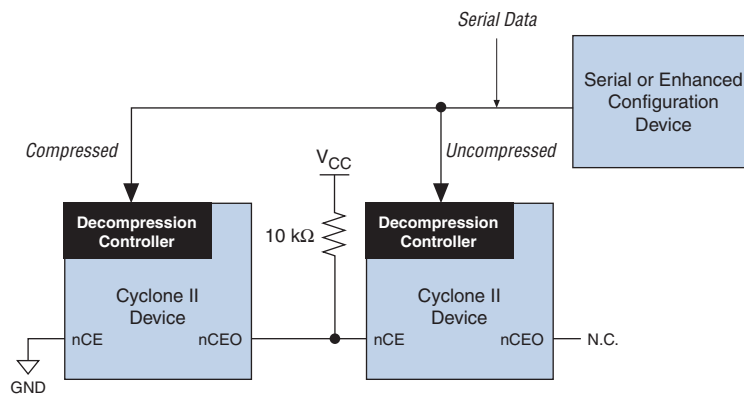 Serial Data
Serial or Enhanced
Configuration
Device
Compressed
Uncompressed
VCC
10 kΩ
Decompression
Controller
Decompression
Controller
Cyclone II
Device
Cyclone II
Device
nCE
nCEO
nCE
nCEO
N.C.
GND